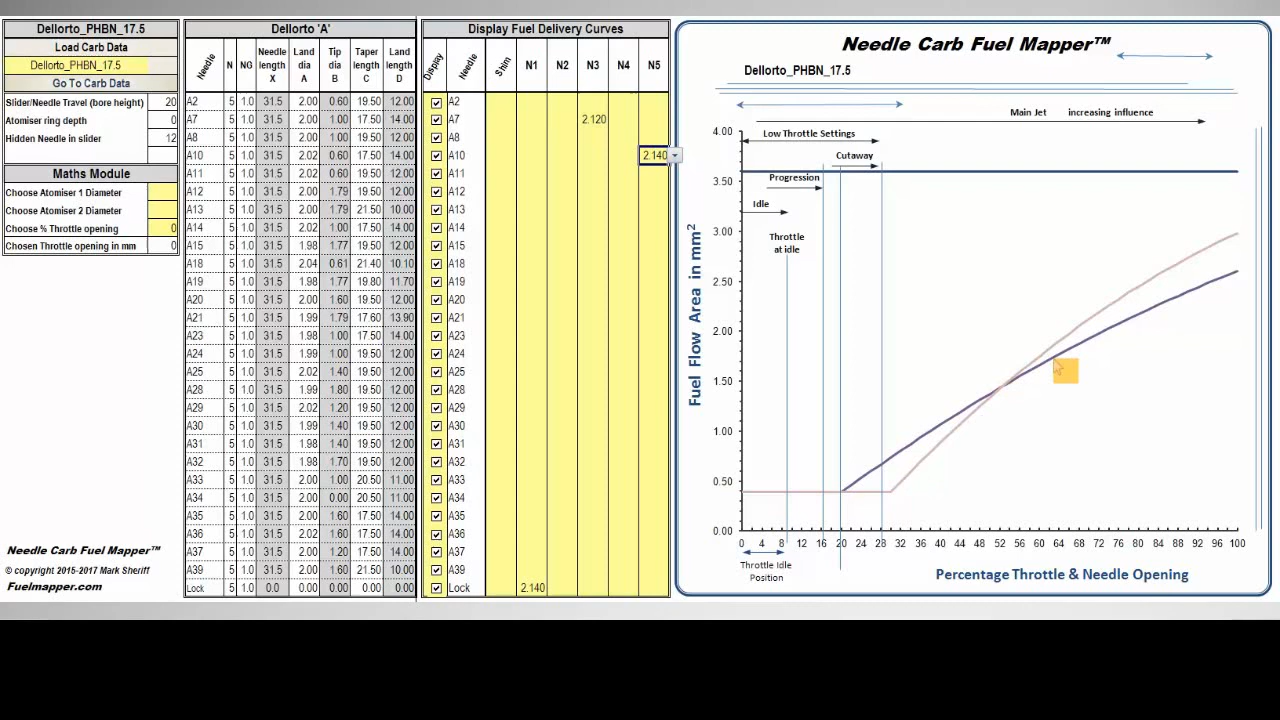 Dellorto_PHBN_17.5
Load Carb Data
Dellorto_PHBN_17.5
Go To Carb Data
Slider/Needle Travel (bore height) 20
Atomiser ring depth 0
Hidden Needle in slider 12
Maths Module
Choose Atomiser 1 Diameter
Choose Atomiser 2 Diameter
Choose % Throttle opening 0
Chosen Throttle opening in mm 0
Needle Carb Fuel Mapper™
© copyright 2015-2017 Mark Sheriff
Fuelmapper.com
Dellorto 'A'
Needle N NG Needle length X Land dia A Tip dia B Taper length C Land length D
A2 5 1.0 31.5 2.00 0.60 19.50 12.00
A7 5 1.0 31.5 2.00 1.00 17.50 14.00
A8 5 1.0 31.5 2.00 1.00 19.50 12.00
A10 5 1.0 31.5 2.02 0.60 17.50 14.00
A11 5 1.0 31.5 2.02 0.60 19.50 12.00
A12 5 1.0 31.5 2.00 1.79 19.50 12.00
A13 5 1.0 31.5 2.00 1.79 21.50 10.00
A14 5 1.0 31.5 2.02 1.00 17.50 14.00
A15 5 1.0 31.5 1.98 1.77 19.50 12.00
A18 5 1.0 31.5 2.04 0.61 21.40 10.10
A19 5 1.0 31.5 1.98 1.77 19.80 11.70
A20 5 1.0 31.5 2.00 1.60 19.50 12.00
A21 5 1.0 31.5 1.99 1.79 17.60 13.90
A23 5 1.0 31.5 1.98 1.00 17.50 14.00
A24 5 1.0 31.5 1.99 1.00 19.50 12.00
A25 5 1.0 31.5 2.02 1.40 19.50 12.00
A28 5 1.0 31.5 1.99 1.80 19.50 12.00
A29 5 1.0 31.5 2.02 1.20 19.50 12.00
A30 5 1.0 31.5 1.99 1.40 19.50 12.00
A31 5 1.0 31.5 1.98 1.40 19.50 12.00
A32 5 1.0 31.5 1.98 1.70 19.50 12.00
A33 5 1.0 31.5 2.00 1.00 20.50 11.00
A34 5 1.0 31.5 2.00 0.00 20.50 11.00
A35 5 1.0 31.5 2.00 1.60 17.50 14.00
A36 5 1.0 31.5 2.02 1.60 17.50 14.00
A37 5 1.0 31.5 2.00 1.20 17.50 14.00
A39 5 1.0 31.5 2.00 1.60 21.50 10.00
Lock 5 1.0 0.0 0.00 0.00 0.00 0.00
Display Fuel Delivery Curves
Display Needle Shim N1 N2 N3 N4 N5
A2
A7 2.120
A8
A10 2.140
A11
A12
A13
A14
A15
A18
A19
A20
A21
A23
A24
A25
A28
A29
A30
A31
A32
A33
A34
A35
A36
A37
A39
Lock 2.140
Needle Carb Fuel Mapper™
Dellorto_PHBN_17.5
Main Jet increasing influence
Low Throttle Settings
Cutaway
Progression
Idle
Throttle
at idle
Fuel Flow Area in mm²
4.00
3.50
3.00
2.50
2.00
1.50
1.00
0.50
0.00
0 4 8 12 16 20 24 28 32 36 40 44 48 52 56 60 64 68 72 76 80 84 88 92 96 100
Throttle Idle
Position
Percentage Throttle & Needle Opening